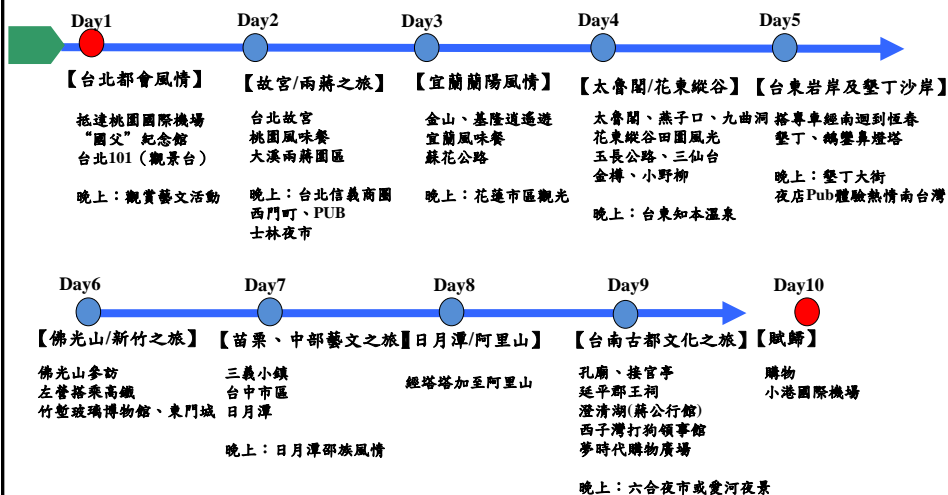 Day1
【台北都會風情】
抵達桃園國際機場
“國父”紀念館
台北101（觀景台）
晚上：觀賞藝文活動
Day2
【故宮/兩蔣之旅】
台北故宮
桃園風味餐
大溪兩蔣園區
晚上：台北信義商圈
西門町、PUB
士林夜市
Day3
【宜蘭蘭陽風情】
金山、基隆逍遙遊
宜蘭風味餐
蘇花公路
晚上：花蓮市區觀光
Day4
【太魯閣/花東縱谷】
太魯閣、燕子口、九曲洞
花東縱谷田園風光
玉長公路、三仙台
金樽、小野柳
晚上：台東知本溫泉
Day5
【台東岩岸及墾丁沙岸】
搭專車經南迴到恆春
墾丁、鵝鑾鼻燈塔
晚上：墾丁大街
夜店Pub體驗熱情南台灣
Day6
【佛光山/新竹之旅】
佛光山參訪
左營搭乘高鐵
竹塹玻璃博物館、東門城
Day7
【苗栗、中部藝文之旅】
三義小鎮
台中市區
日月潭
晚上：日月潭邵族風情
Day8
【日月潭/阿里山】
經塔塔加至阿里山
Day9
【台南古都文化之旅】
孔廟、接官亭
延平郡王祠
澄清湖(蔣公行館)
西子灣打狗領事館
夢時代購物廣場
晚上：六合夜市或愛河夜景
Day10
【賦歸】
購物
小港國際機場